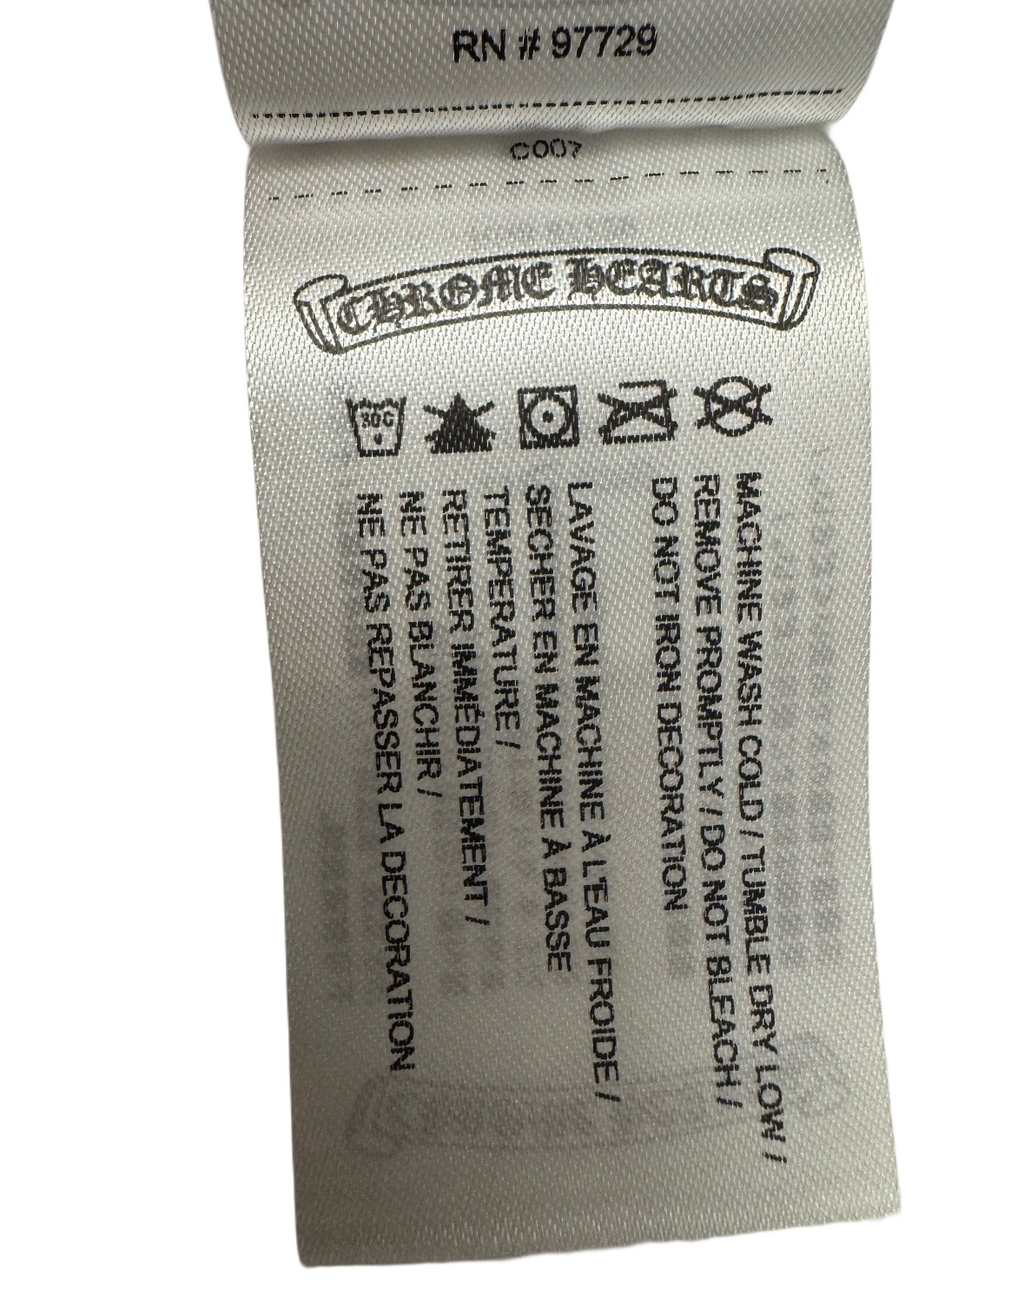 RN # 97729
C007
CHROME HEARTS
30C
MACHINE WASH COLD / TUMBLE DRY LOW /
REMOVE PROMPTLY / DO NOT BLEACH /
DO NOT IRON DECORATION
LAVAGE EN MACHINE À L'EAU FROIDE /
SECHER EN MACHINE À BASSE
TEMPERATURE /
RETIRER IMMÉDIATEMENT /
NE PAS BLANCHIR /
NE PAS REPASSER LA DECORATION